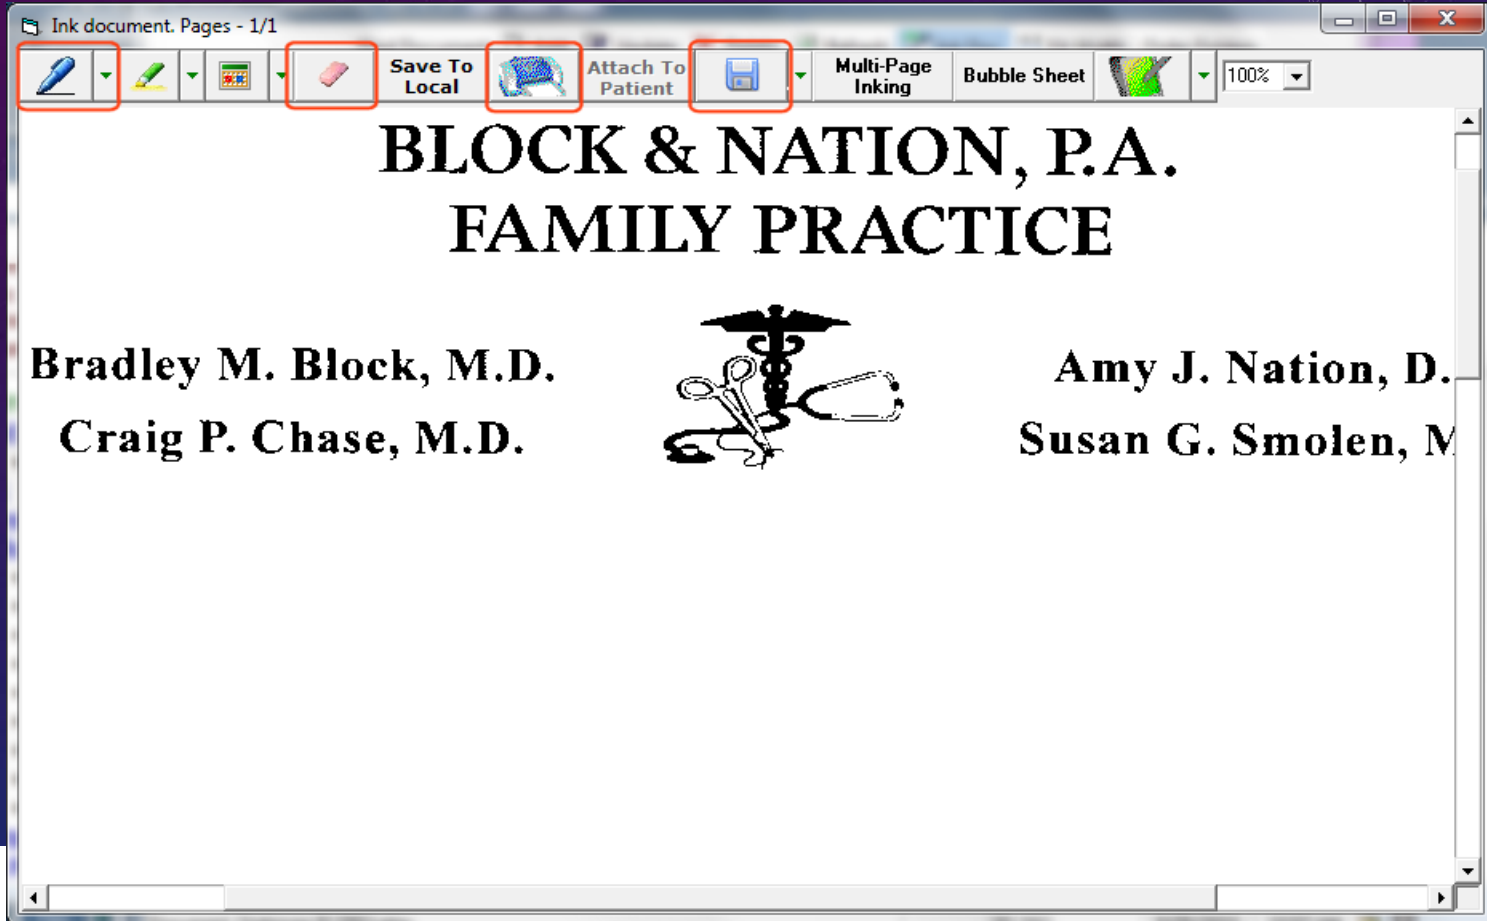 Ink document. Pages - 1/1
Save To
Local
Attach To
Patient
Multi-Page
Inking
Bubble Sheet
100%
BLOCK & NATION, P.A.
FAMILY PRACTICE
Bradley M. Block, M.D.
Amy J. Nation, D.
Craig P. Chase, M.D.
Susan G. Smolen, M